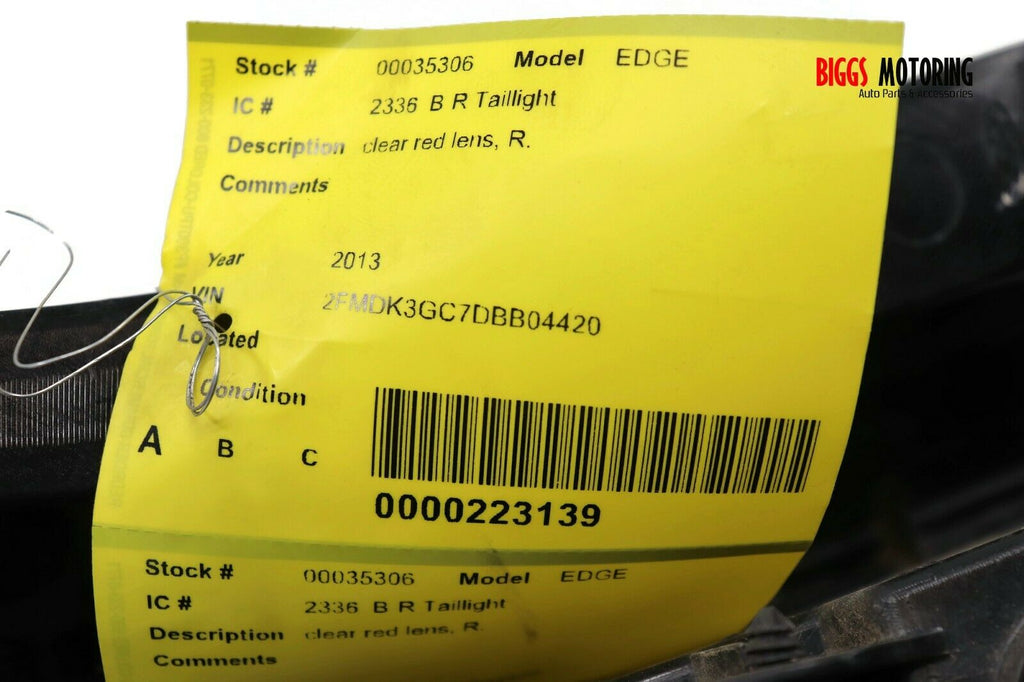 Stock # 00035306 Model EDGE
BIGGS MOTORING
Auto Parts & Accessories
IC # 2336 B R Taillight
Description clear red lens, R.
Comments
Year 2013
VIN 2FMDK3GC7DBB04420
Located
Condition
A B C
0000223139
Stock # 00035306 Model EDGE
IC # 2336 B R Taillight
Description clear red lens, R.
Comments